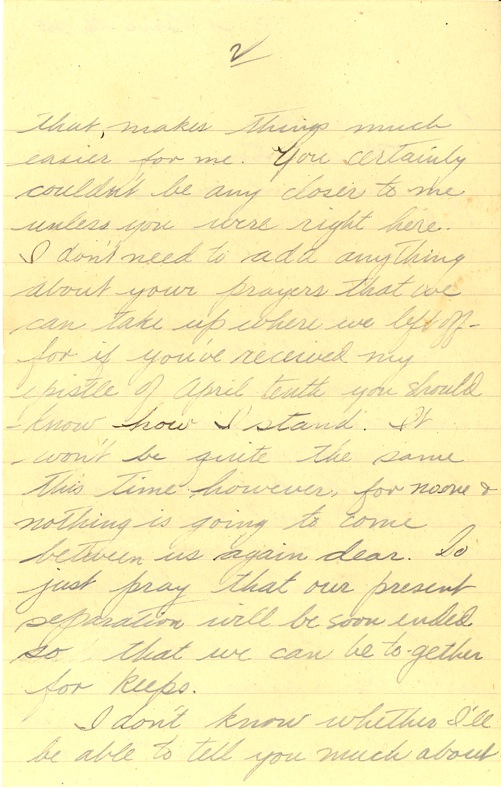 2
that makes things much
easier for me. You certainly
couldn't be any closer to me
unless you were right here.
I don't need to add anything
about your prayers that we
can take up where we left off-
for if you've received my
epistle of April tenth you should
know how I stand. It
won't be quite the same
this time however, for noone &
nothing is going to come
between us again dear. So
just pray that our present
separation will be soon ended
so that we can be to-gether
for keeps.
I don't know whether I'll
be able to tell you much about